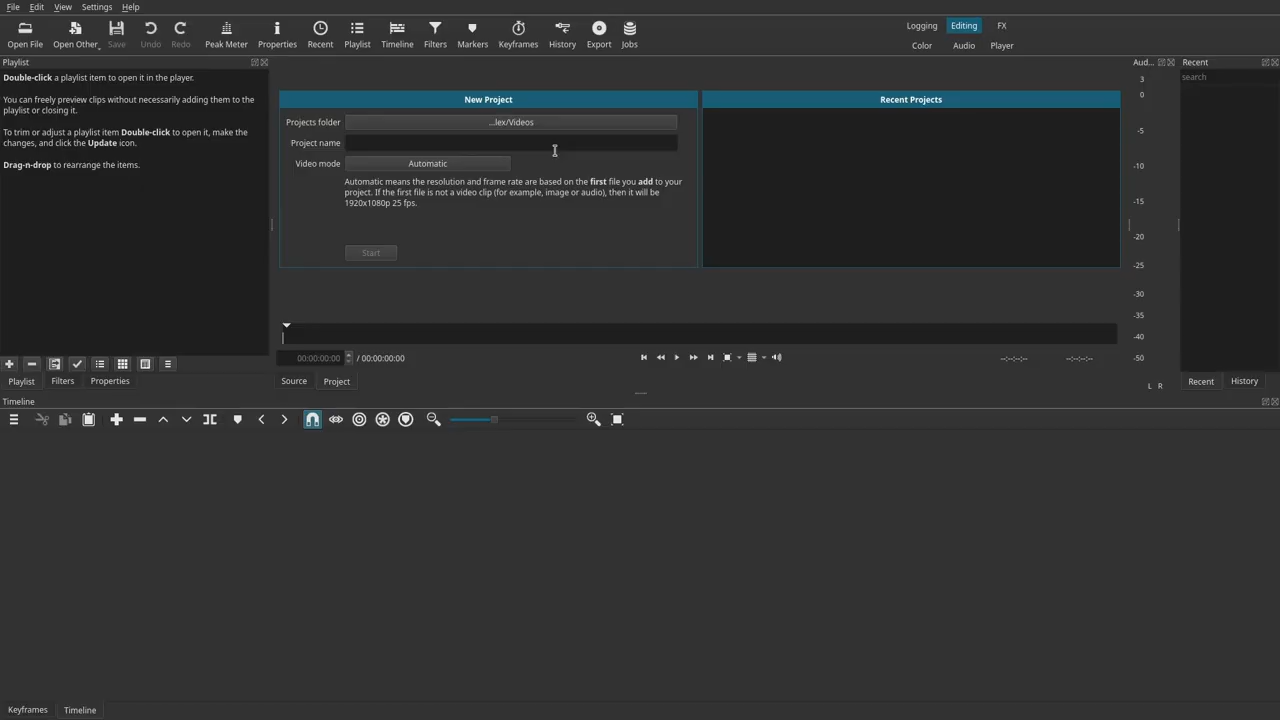 File Edit View Settings Help
Open File Open Other Save Undo Redo Peak Meter Properties Recent Playlist Timeline Filters Markers Keyframes History Export Jobs
Logging Editing FX
Color Audio Player
Playlist
Double-click a playlist item to open it in the player.
You can freely preview clips without necessarily adding them to the
playlist or closing it.
To trim or adjust a playlist item Double-click to open it, make the
changes, and click the Update icon.
Drag-n-drop to rearrange the items.
Playlist Filters Properties
New Project
Projects folder ...lex/Videos
Project name
Video mode Automatic
Automatic means the resolution and frame rate are based on the first file you add to your
project. If the first file is not a video clip (for example, image or audio), then it will be
1920x1080p 25 fps.
Start
Recent Projects
00:00:00:00 / 00:00:00:00
--:--:--:-- --:--:--:--
Source Project
Aud...
3
0
-5
-10
-15
-20
-25
-30
-35
-40
-50
L R
Recent
search
Recent History
Timeline
Keyframes Timeline